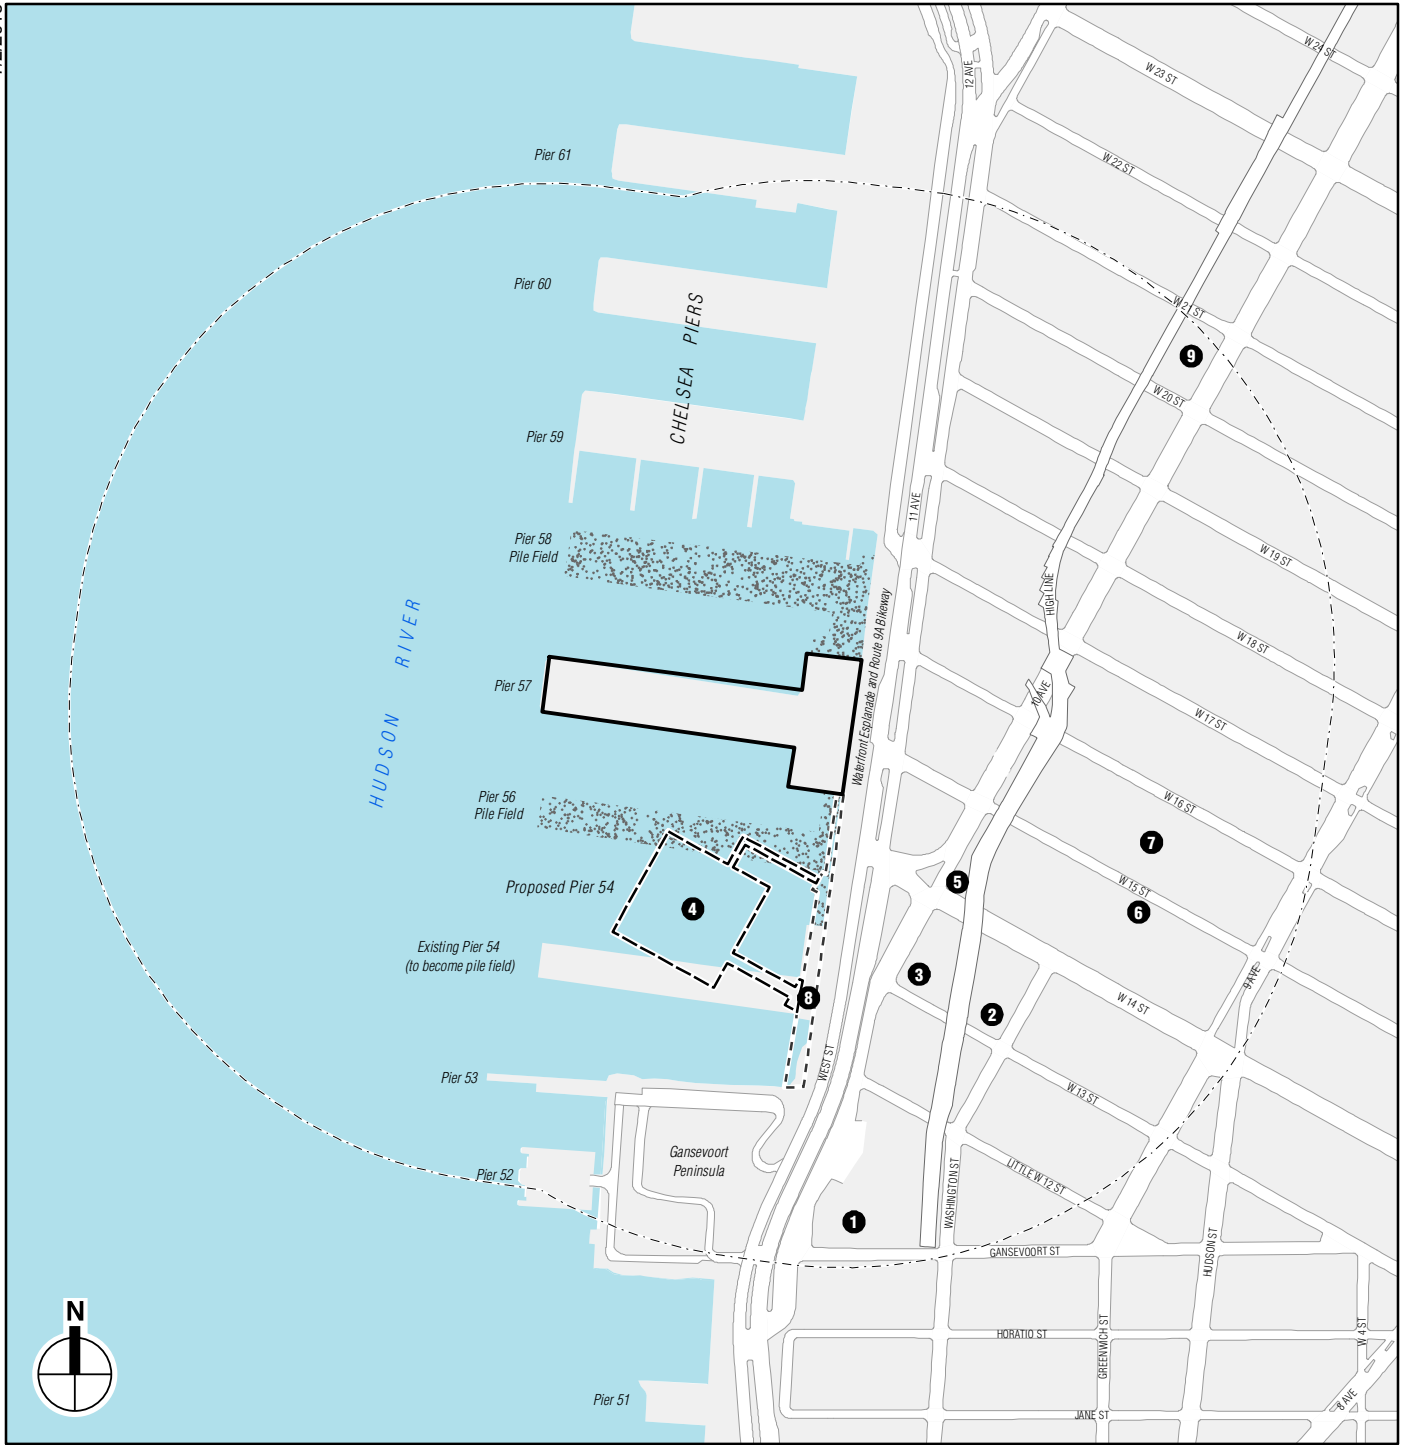 12 AVE
W 24 ST
W 23 ST
Pier 61
W 22 ST
Pier 60
CHELSEA PIERS
W 21 ST
9
W 20 ST
Pier 59
11 AVE
Pier 58
Pile Field
W 19 ST
HIGH LINE
HUDSON RIVER
Waterfront Esplanade and Route 9A Bikeway
W 18 ST
Pier 57
10 AVE
W 17 ST
Pier 56
Pile Field
W 16 ST
7
Proposed Pier 54
4
5
W 15 ST
6
Existing Pier 54
(to become pile field)
3
9 AVE
8
2
W 14 ST
WEST ST
Pier 53
W 13 ST
Gansevoort
Peninsula
Pier 52
LITTLE W 12 ST
WASHINGTON ST
1
GANSEVOORT ST
HUDSON ST
N
HORATIO ST
GREENWICH ST
W 4 ST
Pier 51
8 AVE
JANE ST